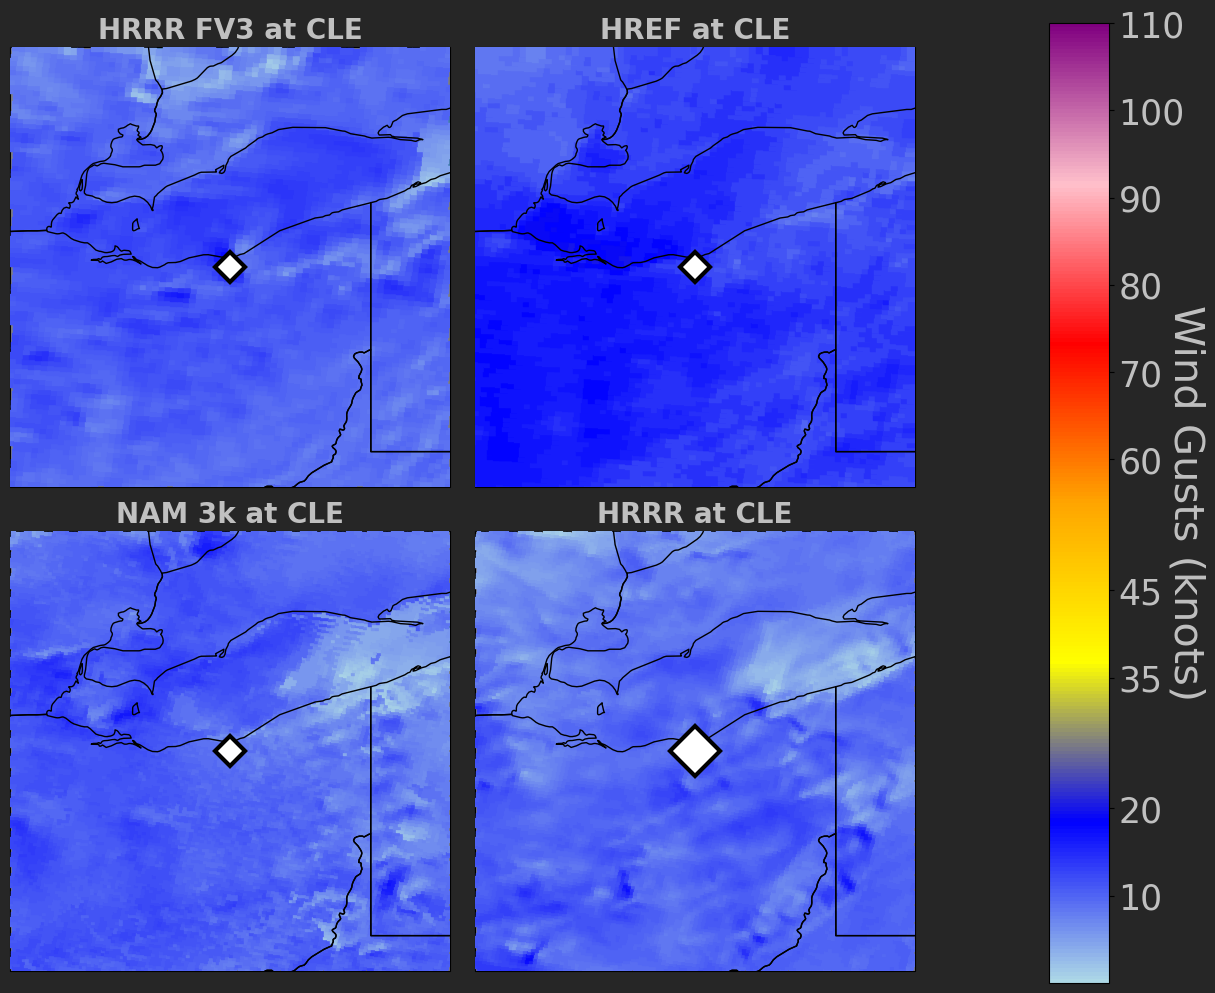 HRRR FV3 at CLE
HREF at CLE
NAM 3k at CLE
HRRR at CLE
110
100
90
80
70
60
45
35
20
10
Wind Gusts (knots)